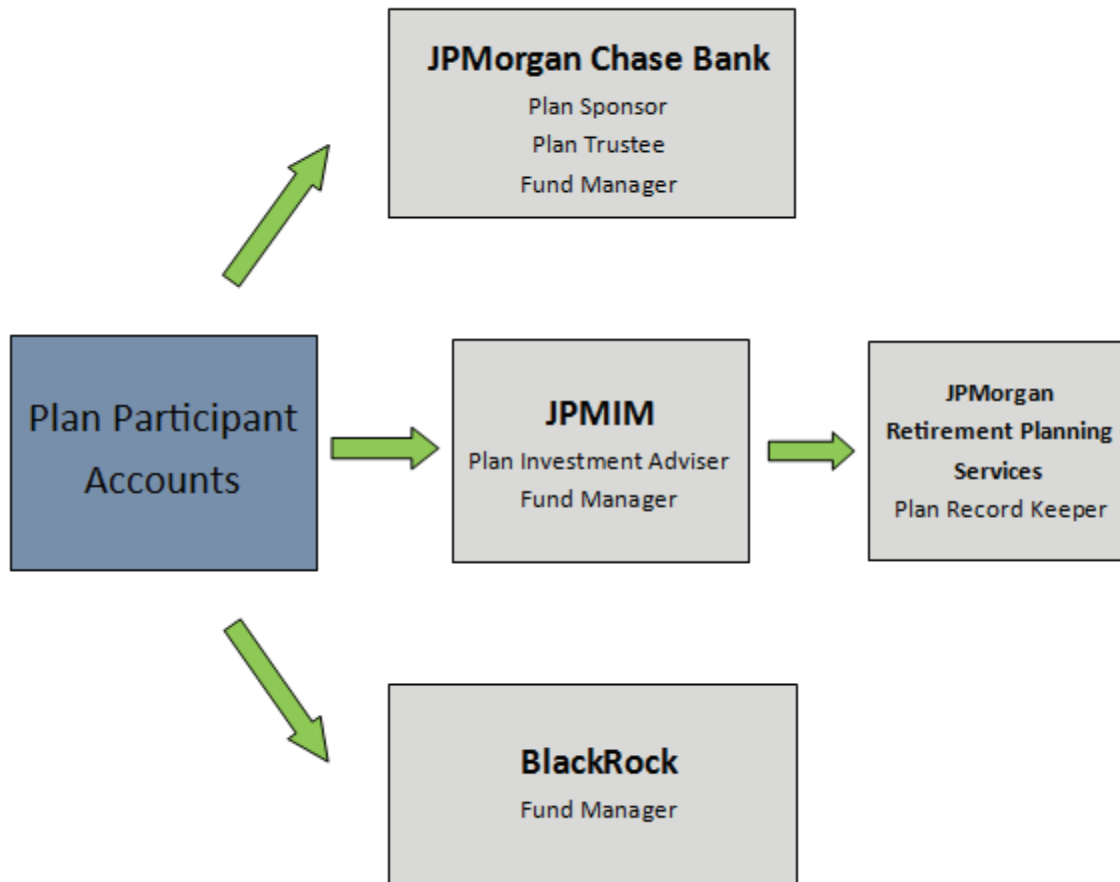 JPMorgan Chase Bank
Plan Sponsor
Plan Trustee
Fund Manager
Plan Participant
Accounts
JPMIM
Plan Investment Adviser
Fund Manager
JPMorgan
Retirement Planning
Services
Plan Record Keeper
BlackRock
Fund Manager